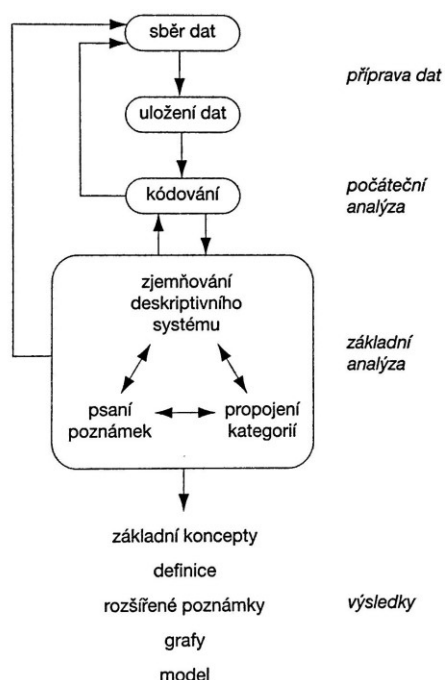 sběr dat
příprava dat
uložení dat
kódování
počáteční
analýza
zjemňování
deskriptivního
systému
základní
analýza
psaní
poznámek
propojení
kategorií
základní koncepty
definice
rozšířené poznámky
výsledky
grafy
model